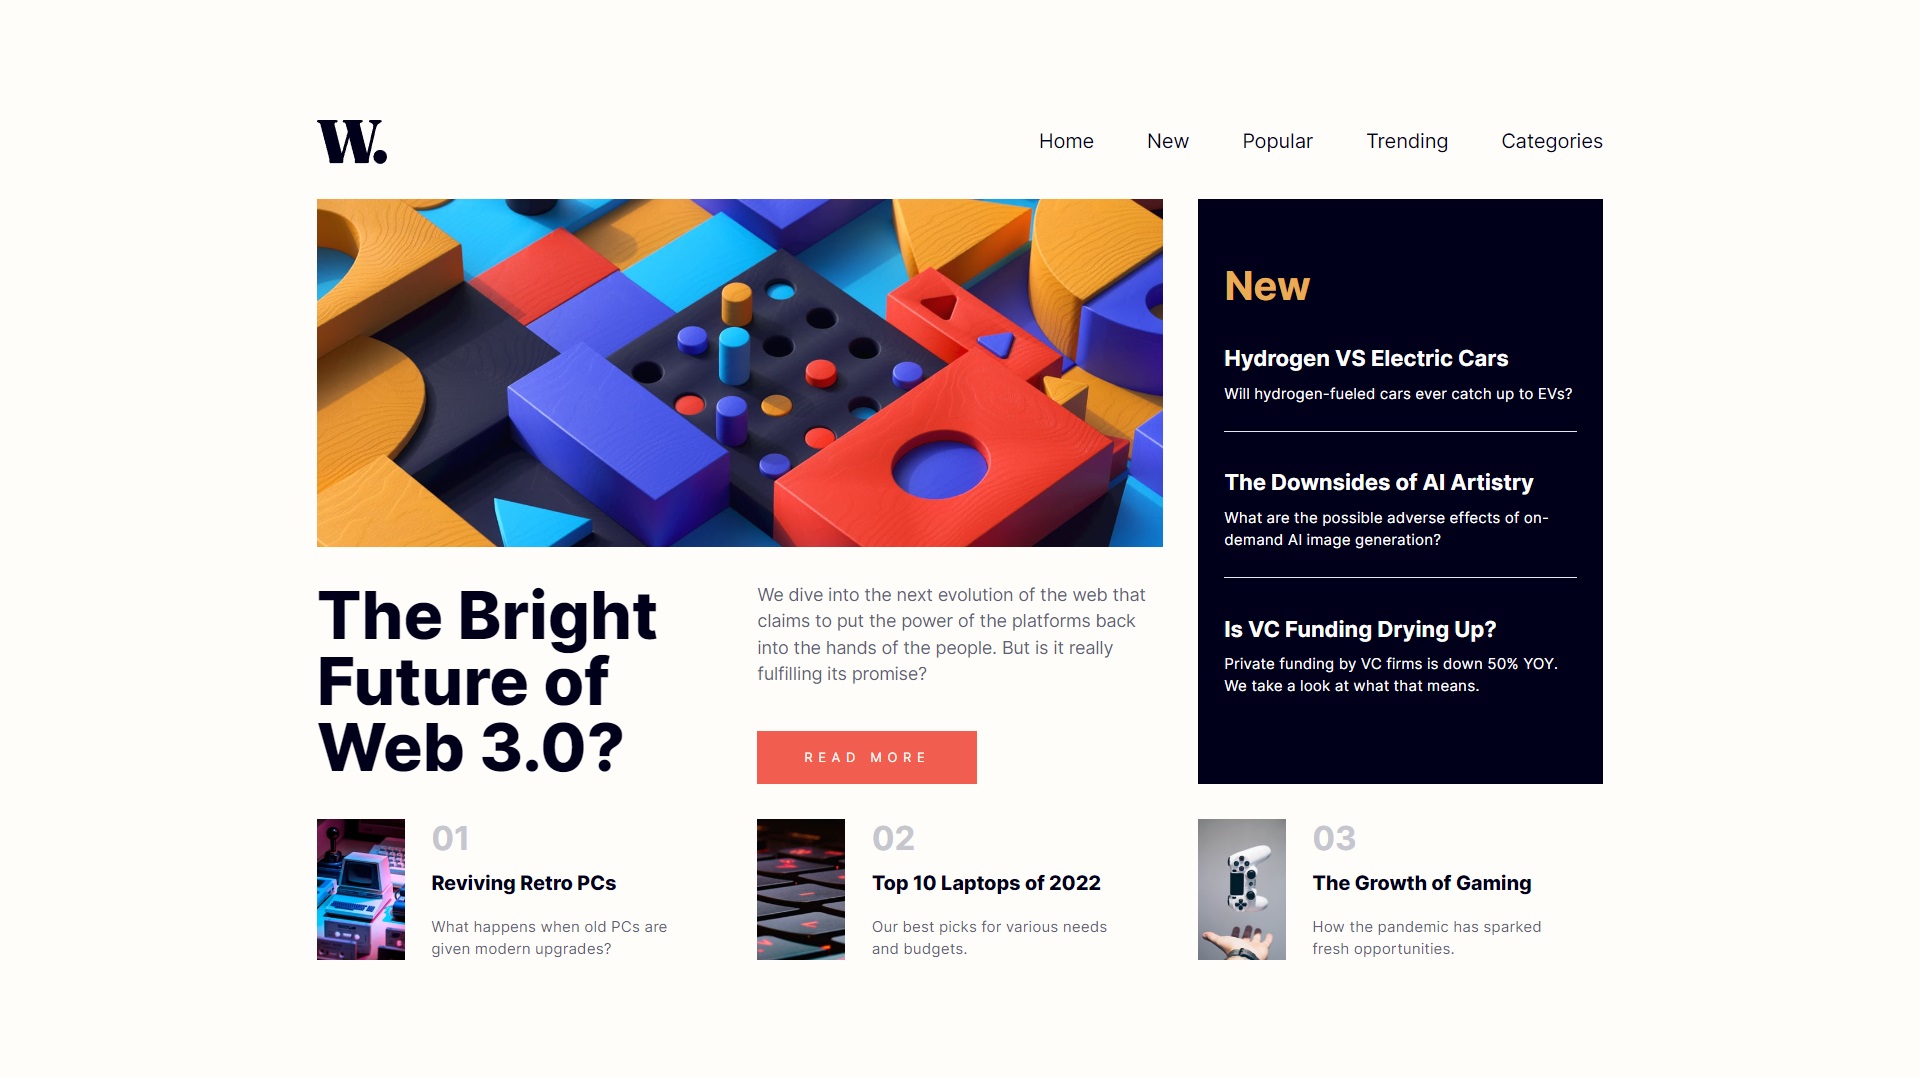 W.
Home New Popular Trending Categories
The Bright
Future of
Web 3.0?
We dive into the next evolution of the web that
claims to put the power of the platforms back
into the hands of the people. But is it really
fulfilling its promise?
READ MORE
New
Hydrogen VS Electric Cars
Will hydrogen-fueled cars ever catch up to EVs?
The Downsides of AI Artistry
What are the possible adverse effects of on-
demand AI image generation?
Is VC Funding Drying Up?
Private funding by VC firms is down 50% YOY.
We take a look at what that means.
01
Reviving Retro PCs
What happens when old PCs are
given modern upgrades?
02
Top 10 Laptops of 2022
Our best picks for various needs
and budgets.
03
The Growth of Gaming
How the pandemic has sparked
fresh opportunities.